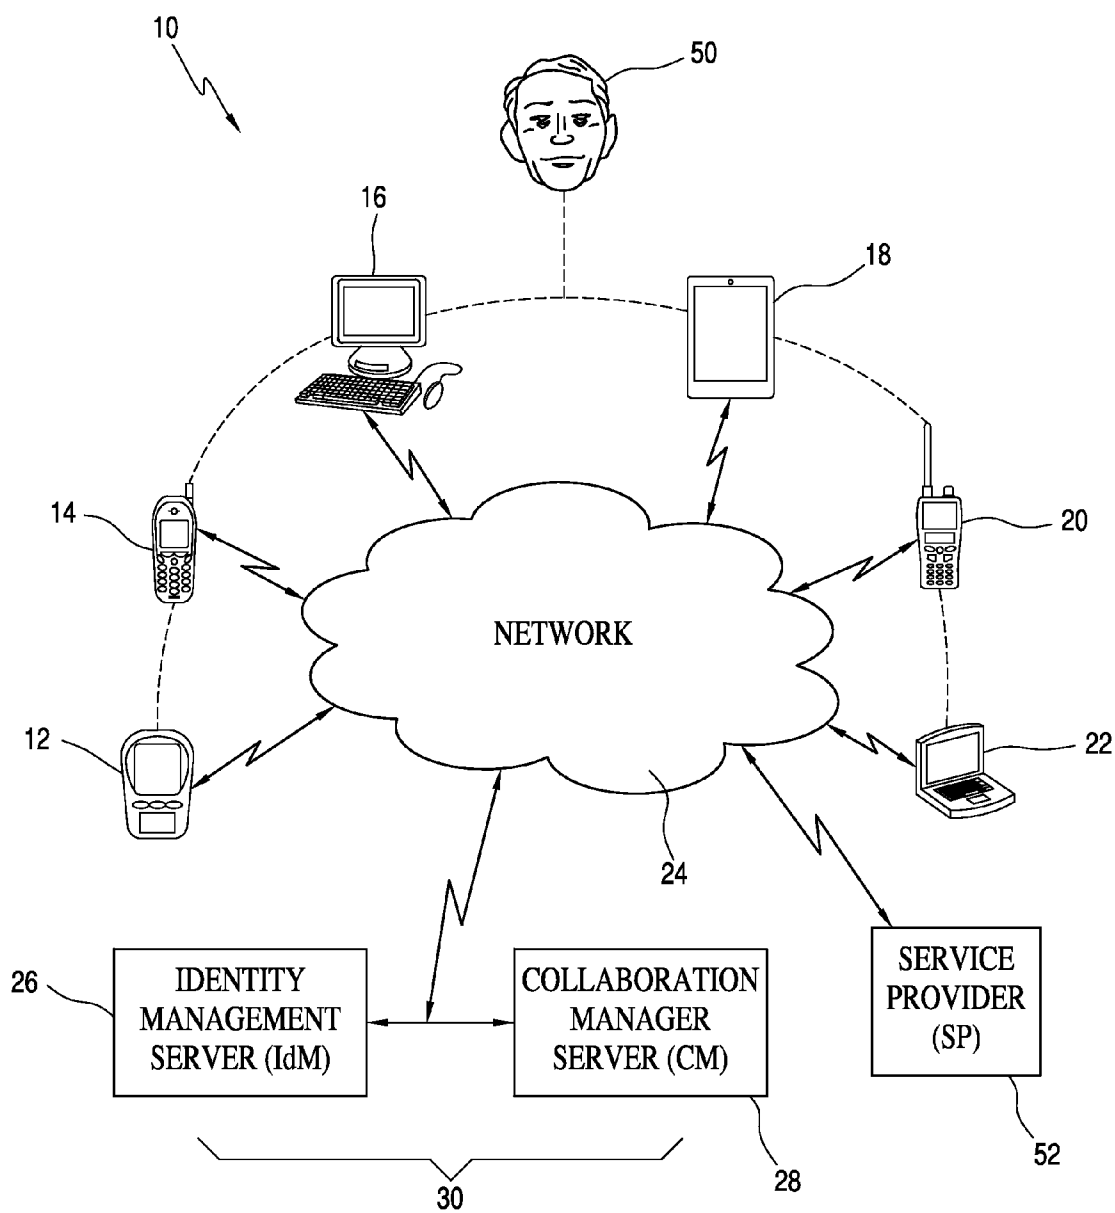 10
50
16
18
14
20
NETWORK
12
22
24
26
IDENTITY
MANAGEMENT
SERVER (IdM)
COLLABORATION
MANAGER
SERVER (CM)
SERVICE
PROVIDER
(SP)
52
28
30